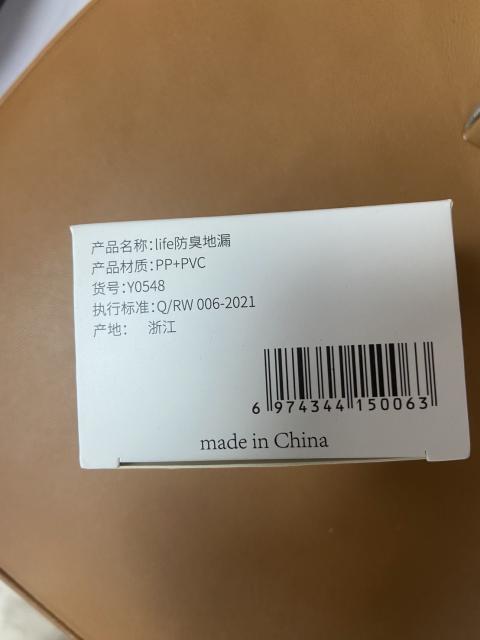 产品名称:life防臭地漏
产品材质:PP+PVC
货号:Y0548
执行标准:Q/RW 006-2021
产地: 浙江
6 974344 150063
made in China